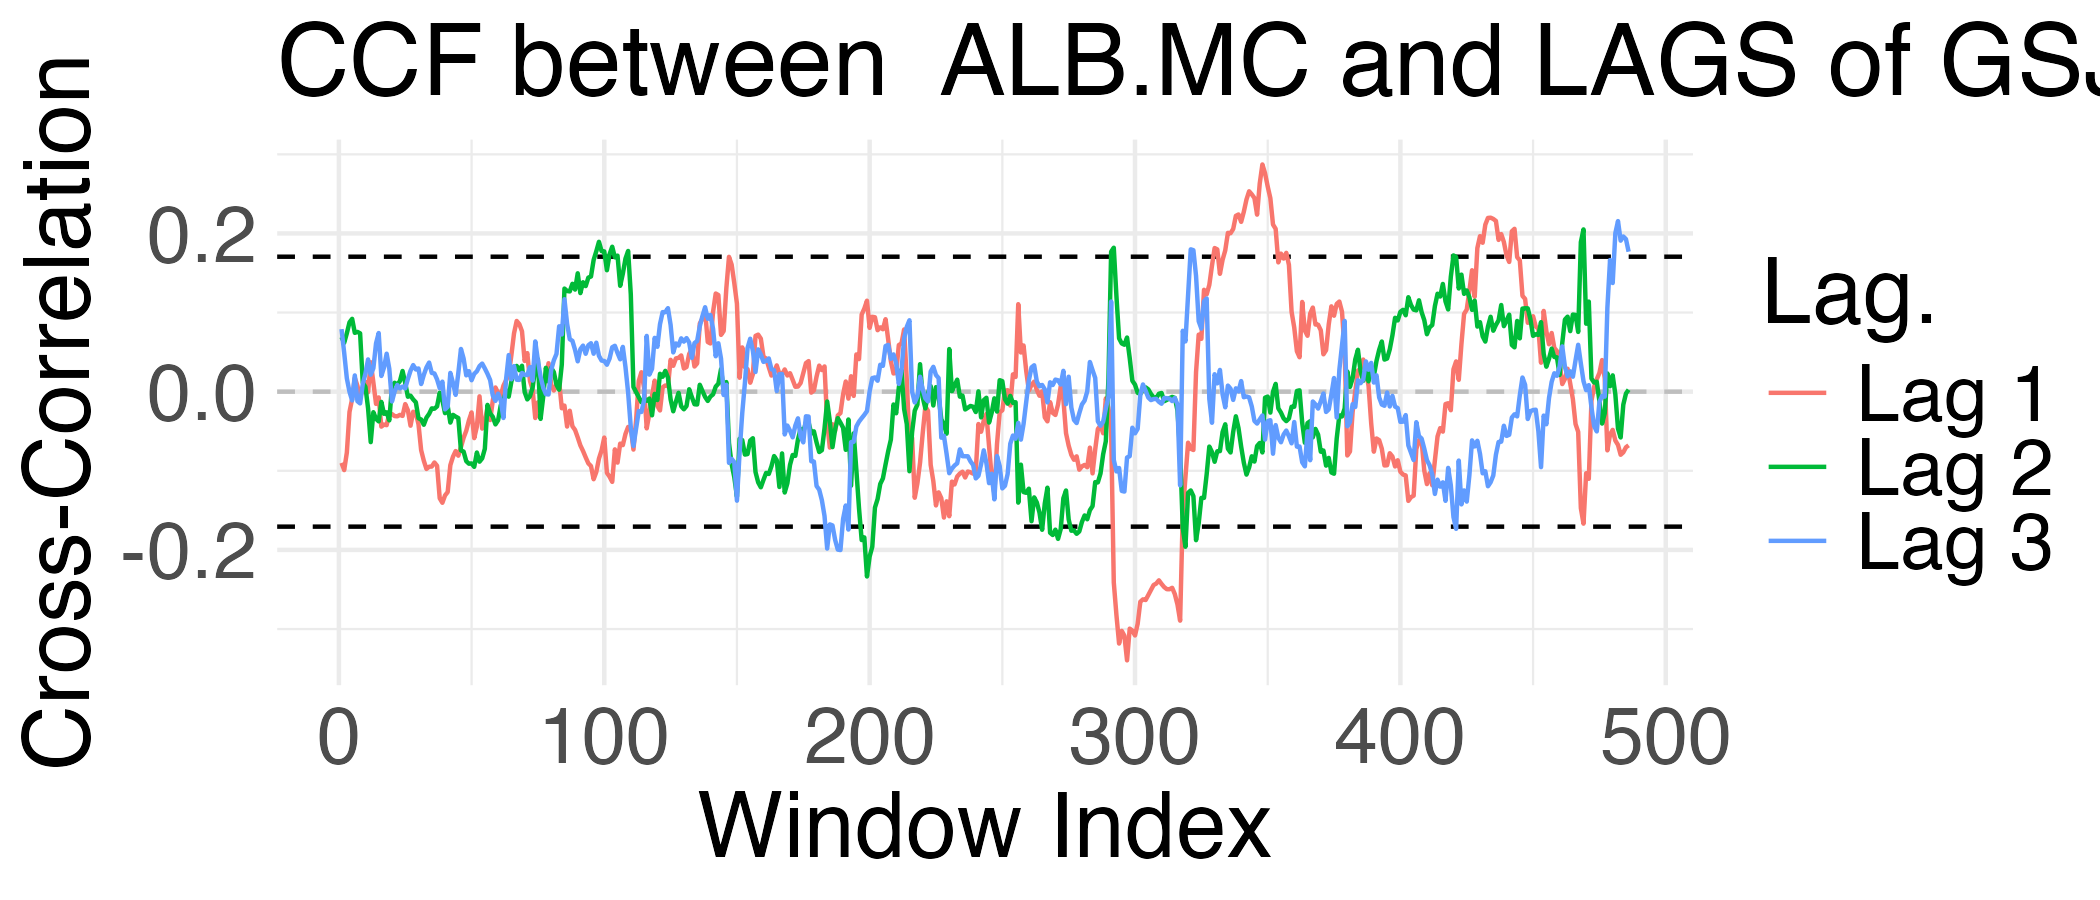 CCF between ALB.MC and LAGS of GS
Cross-Correlation
0.2
0.0
-0.2
0 100 200 300 400 500
Window Index
Lag.
Lag 1
Lag 2
Lag 3